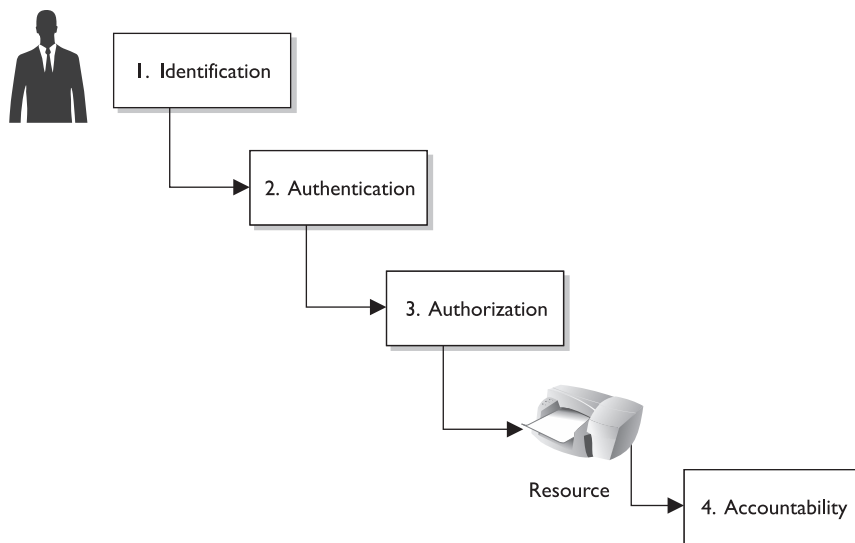 1. Identification
2. Authentication
3. Authorization
Resource
4. Accountability